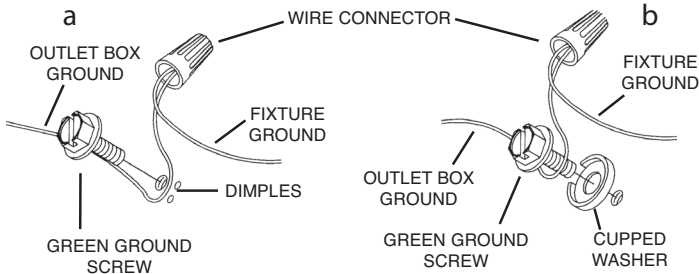 a
WIRE CONNECTOR
b
OUTLET BOX
GROUND
FIXTURE
GROUND
DIMPLES
GREEN GROUND
SCREW
FIXTURE
GROUND
OUTLET BOX
GROUND
GREEN GROUND
SCREW
CUPPED
WASHER